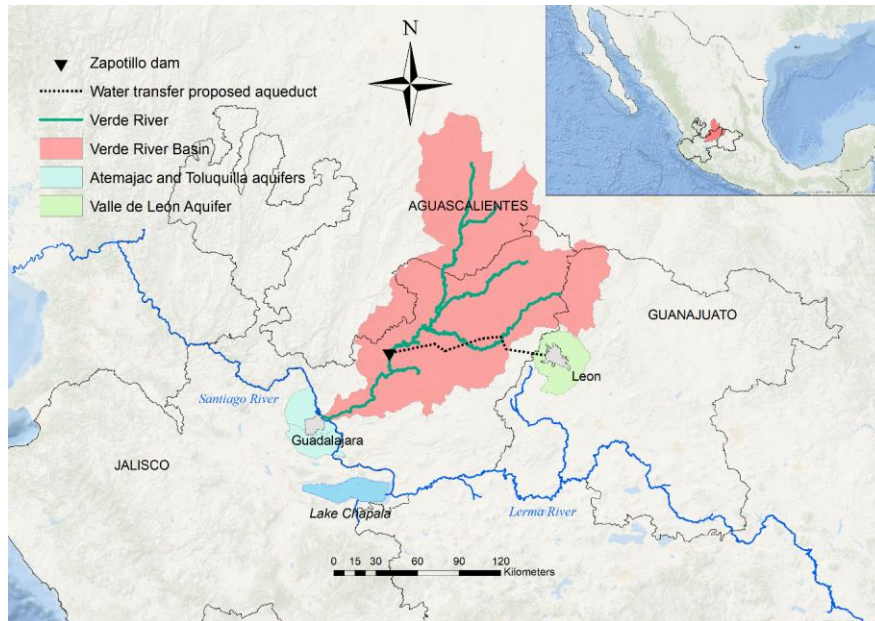 Zapotillo dam
Water transfer proposed aqueduct
Verde River
Verde River Basin
Atemajac and Toluquilla aquifers
Valle de León Aquifer
N
AGUASCALIENTES
GUANAJUATO
Leon
Santiago River
Guadalajara
JALISCO
Lake Chapala
Lerma River
0 15 30 60 90 120
Kilometers